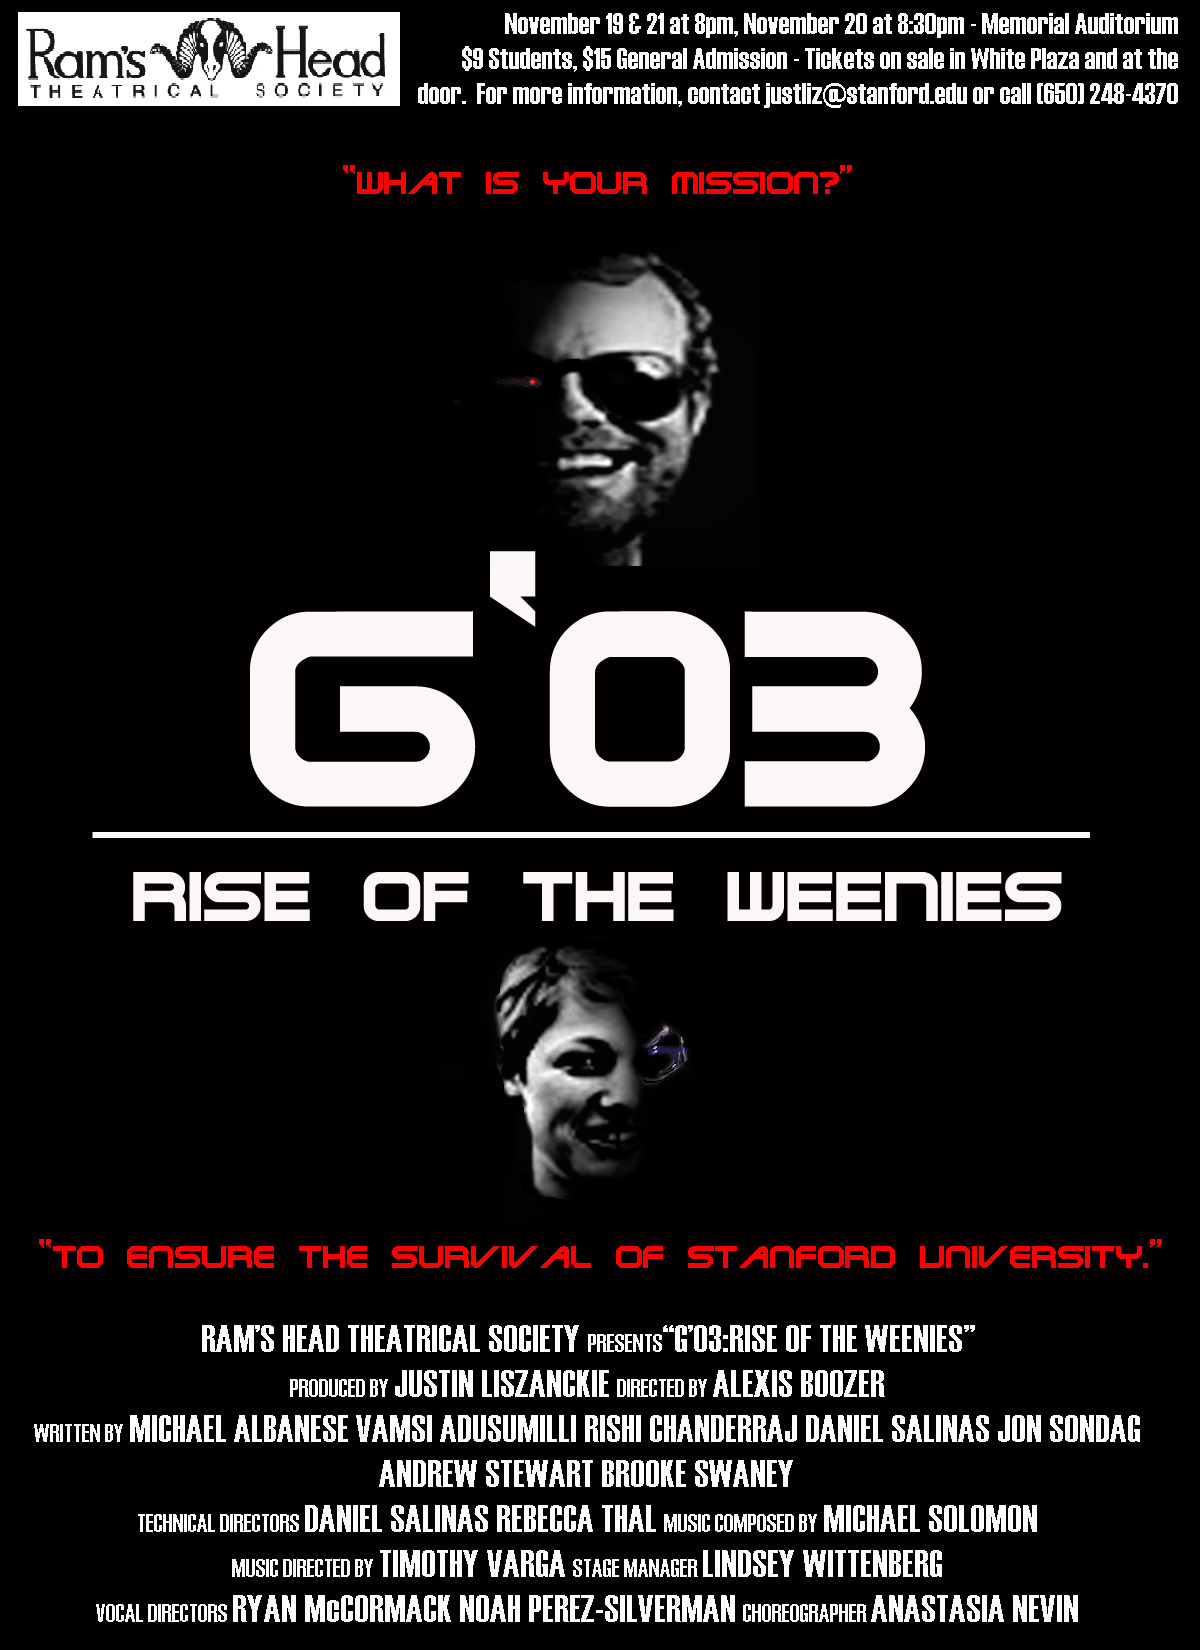 Ram's Head
THEATRICAL SOCIETY
November 19 & 21 at 8pm, November 20 at 8:30pm - Memorial Auditorium
$9 Students, $15 General Admission - Tickets on sale in White Plaza and at the
door. For more information, contact justliz@stanford.edu or call (650) 248-4370
"WHAT IS YOUR MISSION?"
G'03
RISE OF THE WEENIES
"TO ENSURE THE SURVIVAL OF STANFORD UNIVERSITY."
RAM'S HEAD THEATRICAL SOCIETY PRESENTS"G'03:RISE OF THE WEENIES"
PRODUCED BY JUSTIN LISZANCKIE DIRECTED BY ALEXIS BOOZER
WRITTEN BY MICHAEL ALBANESE VAMSI ADUSUMILLI RISHI CHANDERRAJ DANIEL SALINAS JON SONDAG
ANDREW STEWART BROOKE SWANEY
TECHNICAL DIRECTORS DANIEL SALINAS REBECCA THAL MUSIC COMPOSED BY MICHAEL SOLOMON
MUSIC DIRECTED BY TIMOTHY VARGA STAGE MANAGER LINDSEY WITTENBERG
VOCAL DIRECTORS RYAN McCORMACK NOAH PEREZ-SILVERMAN CHOREOGRAPHER ANASTASIA NEVIN